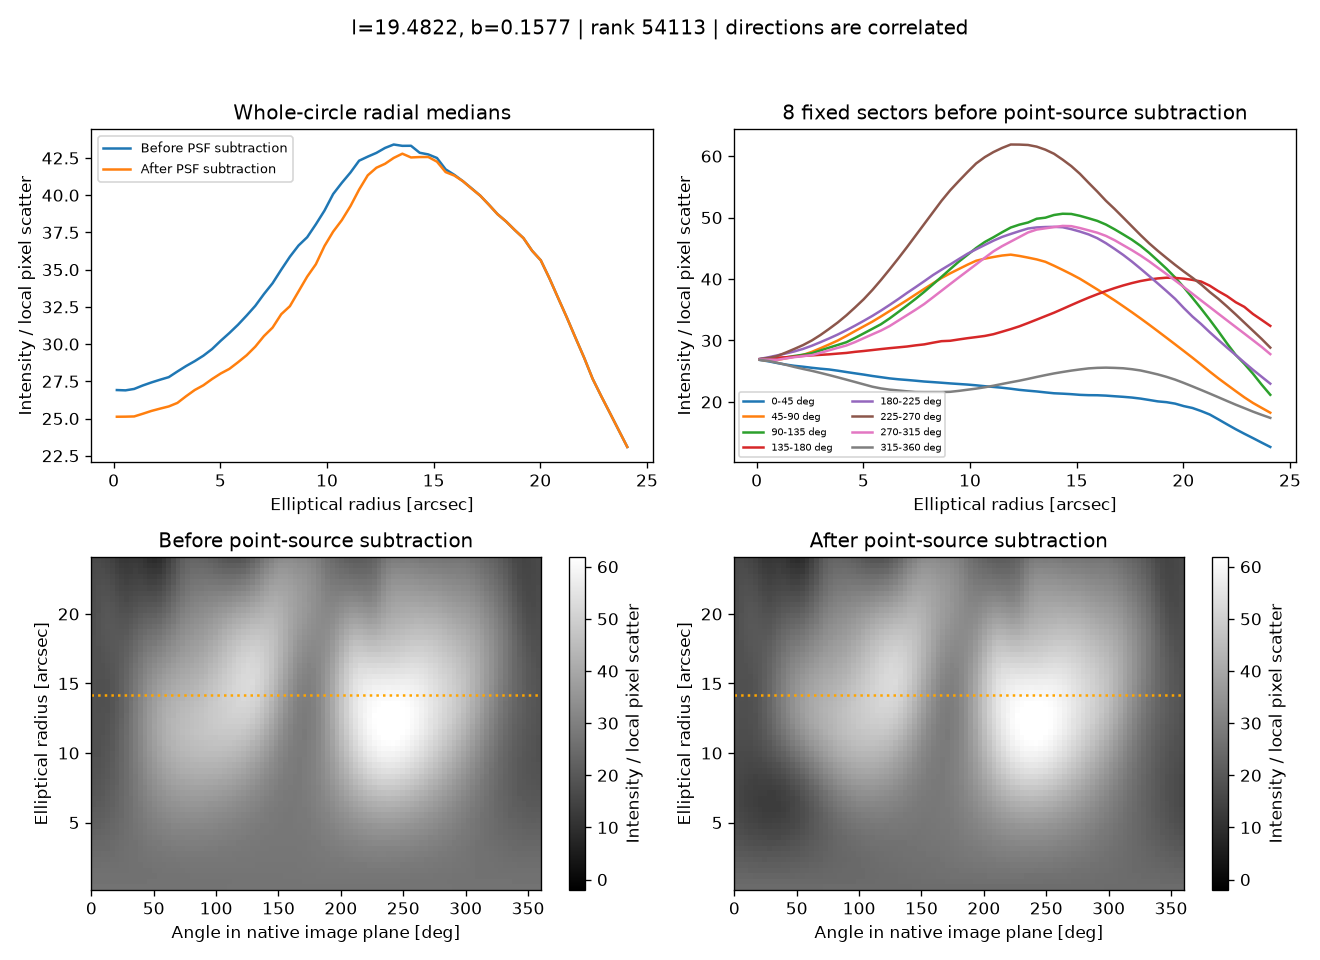 l=19.4822, b=0.1577 | rank 54113 | directions are correlated
Whole-circle radial medians
Before PSF subtraction
After PSF subtraction
42.5
40.0
37.5
35.0
32.5
30.0
27.5
25.0
22.5
0 5 10 15 20 25
Intensity / local pixel scatter
Elliptical radius [arcsec]
8 fixed sectors before point-source subtraction
60
50
40
30
20
0-45 deg 180-225 deg
45-90 deg 225-270 deg
90-135 deg 270-315 deg
135-180 deg 315-360 deg
0 5 10 15 20 25
Intensity / local pixel scatter
Elliptical radius [arcsec]
Before point-source subtraction
20
15
10
5
0 50 100 150 200 250 300 350
Elliptical radius [arcsec]
Angle in native image plane [deg]
60
50
40
30
20
10
0
Intensity / local pixel scatter
After point-source subtraction
20
15
10
5
0 50 100 150 200 250 300 350
Elliptical radius [arcsec]
Angle in native image plane [deg]
60
50
40
30
20
10
0
Intensity / local pixel scatter